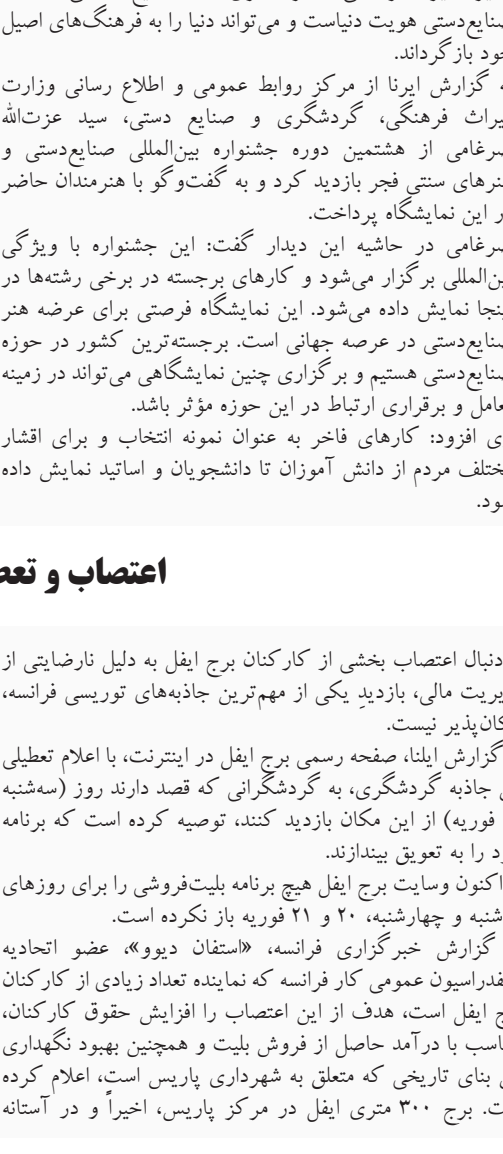 صنایع‌دستی هویت دنیاست و می‌تواند دنیا را به فرهنگ‌های اصیل
خود بازگرداند.
گزارش ایرنا از مرکز روابط عمومی و اطلاع رسانی وزارت
میراث فرهنگی، گردشگری و صنایع دستی، سید عزت‌الله
ضرغامی از هشتمین دوره جشنواره بین‌المللی صنایع‌دستی و
هنرهای سنتی فجر بازدید کرد و به گفت‌وگو با هنرمندان حاضر
در این نمایشگاه پرداخت.
ضرغامی در حاشیه این دیدار گفت: این جشنواره با ویژگی
بین‌المللی برگزار می‌شود و کارهای برجسته در برخی رشته‌ها در
اینجا نمایش داده می‌شود. این نمایشگاه فرصتی برای عرضه هنر
صنایع‌دستی در عرصه جهانی است. برجسته‌ترین کشور در حوزه
صنایع‌دستی هستیم و برگزاری چنین نمایشگاهی می‌تواند در زمینه
تعامل و برقراری ارتباط در این حوزه مؤثر باشد.
وی افزود: کارهای فاخر به عنوان نمونه انتخاب و برای اقشار
مختلف مردم از دانش آموزان تا دانشجویان و اساتید نمایش داده
شود.
اعتصاب و
دنبال اعتصاب بخشی از کارکنان برج ایفل به دلیل نارضایتی از
مدیریت مالی، بازدیدِ یکی از مهم‌ترین جاذبه‌های توریسی فرانسه،
امکان‌پذیر نیست.
گزارش ایلنا، صفحه رسمی برج ایفل در اینترنت، با اعلام تعطیلی
جاذبه گردشگری، به گردشگرانی که قصد دارند روز (سه‌شنبه
فوریه) از این مکان بازدید کنند، توصیه کرده است که برنامه
خود را به تعویق بیندازند.
اکنون وسایت برج ایفل هیچ برنامه بلیت‌فروشی را برای روزهای
سه‌شنبه و چهارشنبه، ۲۰ و ۲۱ فوریه باز نکرده است.
گزارش خبرگزاری فرانسه، «استفان دیوو»، عضو اتحادیه
کنفدراسیون عمومی کار فرانسه که نماینده تعداد زیادی از کارکنان
برج ایفل است، هدف از این اعتصاب را افزایش حقوق کارکنان،
متناسب با درآمد حاصل از فروش بلیت و همچنین بهبود نگهداری
بنای تاریخی که متعلق به شهرداری پاریس است، اعلام کرده
است. برج ۳۰۰ متری ایفل در مرکز پاریس، اخیراً و در آستانه